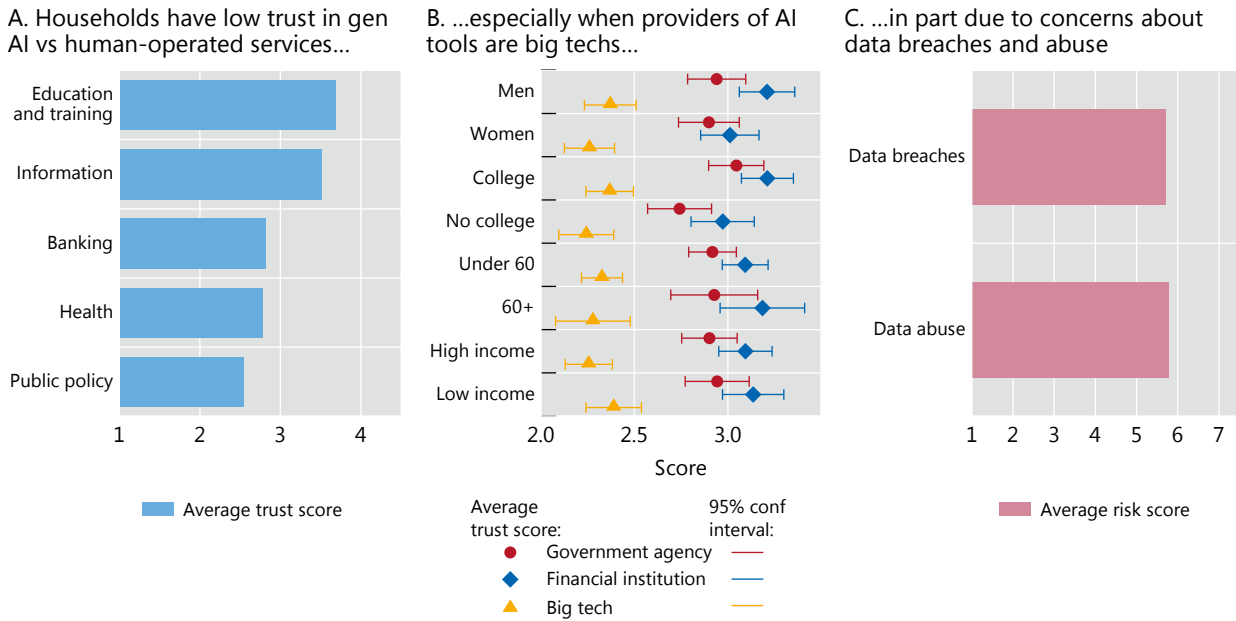 A. Households have low trust in gen
AI vs human-operated services...
Education
and training
Information
Banking
Health
Public policy
1 2 3 4
Average trust score
B. ...especially when providers of AI
tools are big techs...
Men
Women
College
No college
Under 60
60+
High income
Low income
2.0 2.5 3.0
Score
Average
trust score:
95% conf
interval:
Government agency
Financial institution
Big tech
C. ...in part due to concerns about
data breaches and abuse
Data breaches
Data abuse
1 2 3 4 5 6 7
Average risk score